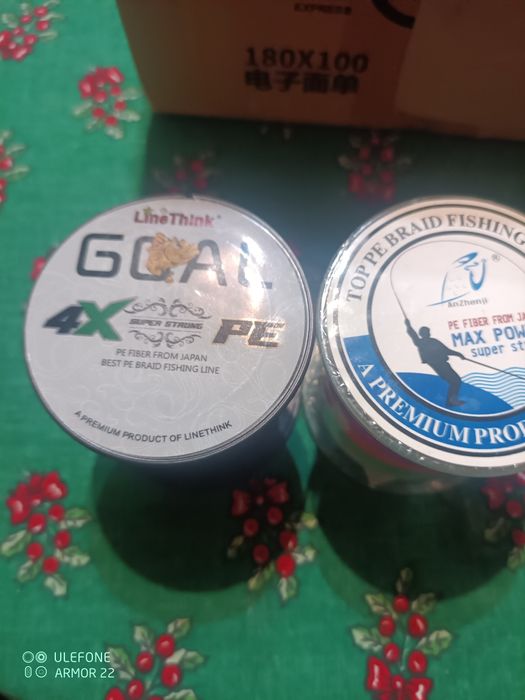 EXPRESS
180X100
电子面单
LineThink®
GOAL
4X SUPER STRONG PE
PE FIBER FROM JAPAN
BEST PE BRAID FISHING LINE
A PREMIUM PRODUCT OF LINETHINK
TOP PE BRAID FISHING
®
anZhenji
PE FIBER FROM JA
MAX POW
super st
A PREMIUM PROD
ULEFONE
ARMOR 22